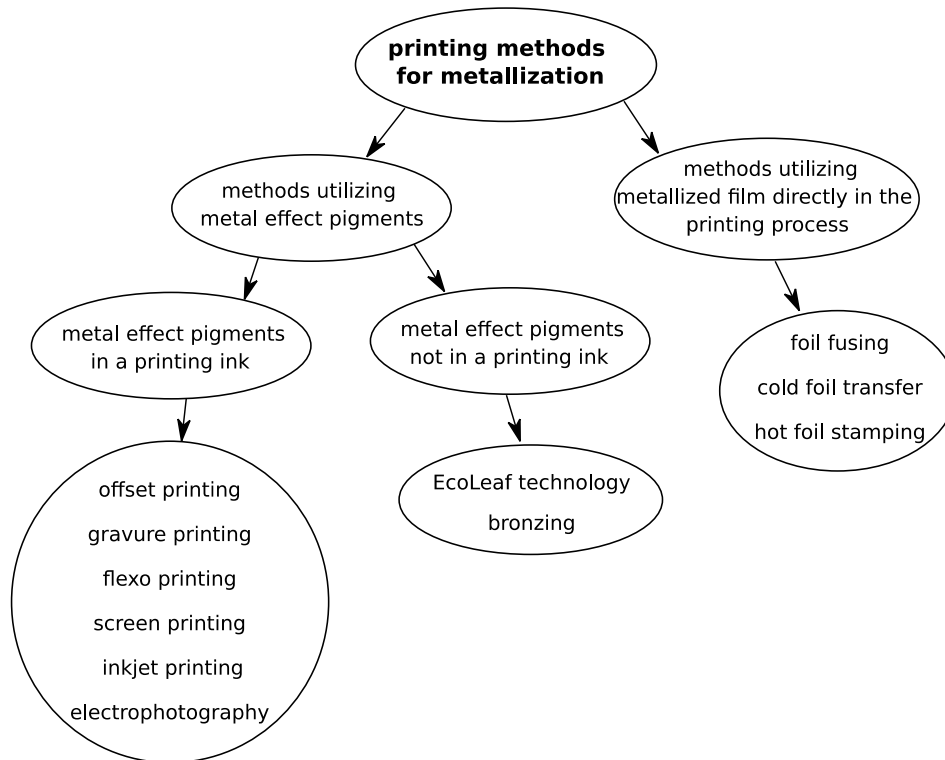 printing methods
for metallization
methods utilizing
metal effect pigments
methods utilizing
metallized film directly in the
printing process
metal effect pigments
in a printing ink
metal effect pigments
not in a printing ink
foil fusing
cold foil transfer
hot foil stamping
offset printing
gravure printing
flexo printing
screen printing
inkjet printing
electrophotography
EcoLeaf technology
bronzing